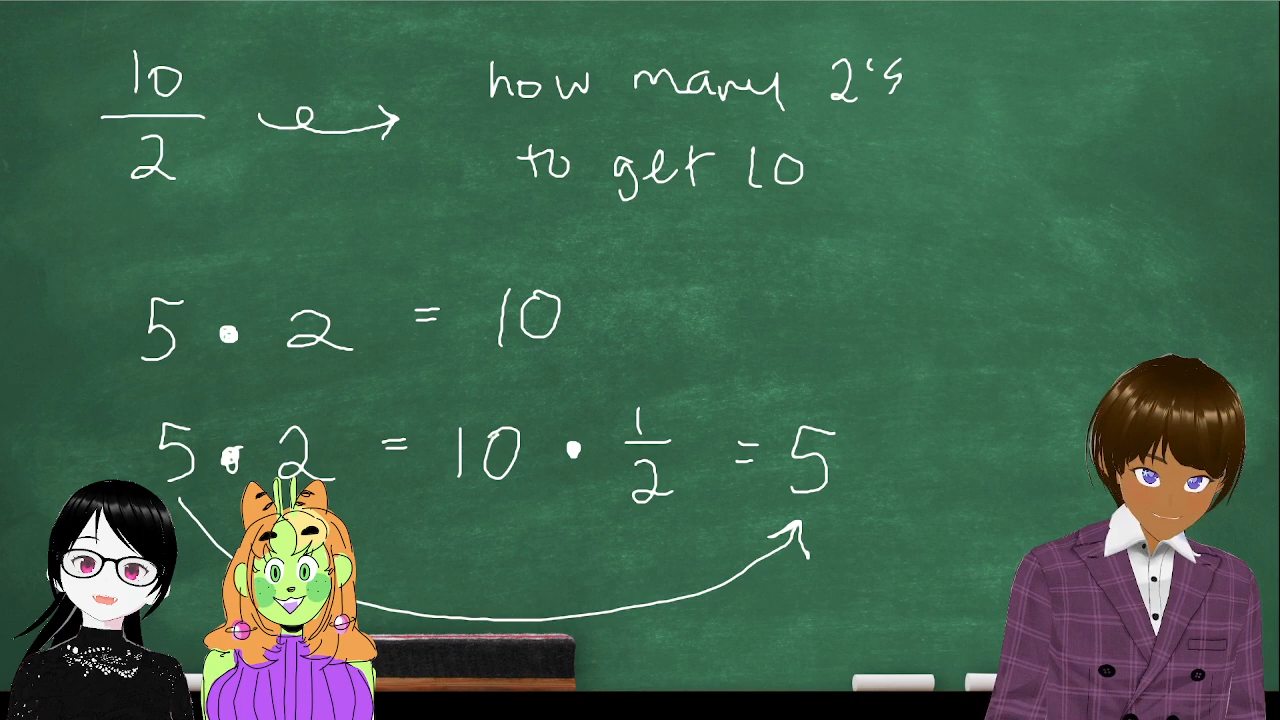 10/2 how many 2's
to get 10
5 · 2 = 10
5 · 2 = 10 · 1/2 = 5